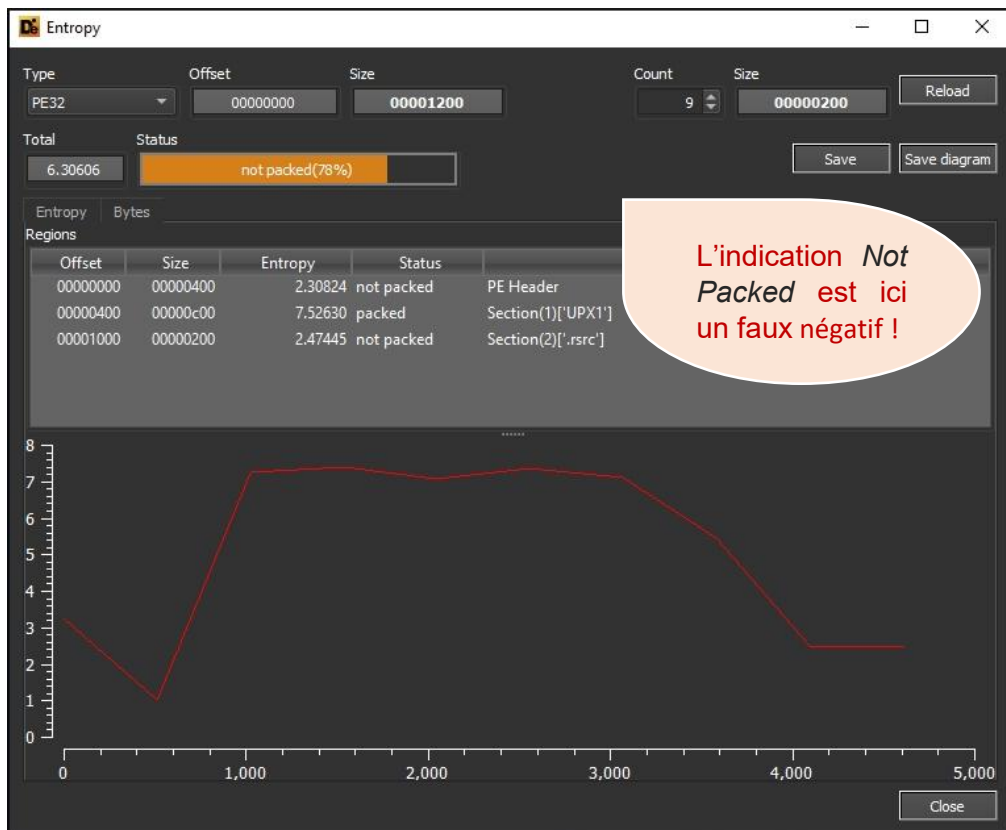 Entropy
Type Offset Size Count Size
PE32 00000000 00001200 9 00000200 Reload
Total Status
6.30606 not packed(78%) Save Save diagram
Entropy Bytes
Regions
Offset Size Entropy Status
00000000 00000400 2.30824 not packed PE Header
00000400 00000c00 7.52630 packed Section(1)['UPX1']
00001000 00000200 2.47445 not packed Section(2)['.rsrc']
L'indication Not
Packed est ici
un faux négatif !
8
7
6
5
4
3
2
1
0
0 1,000 2,000 3,000 4,000 5,000
Close